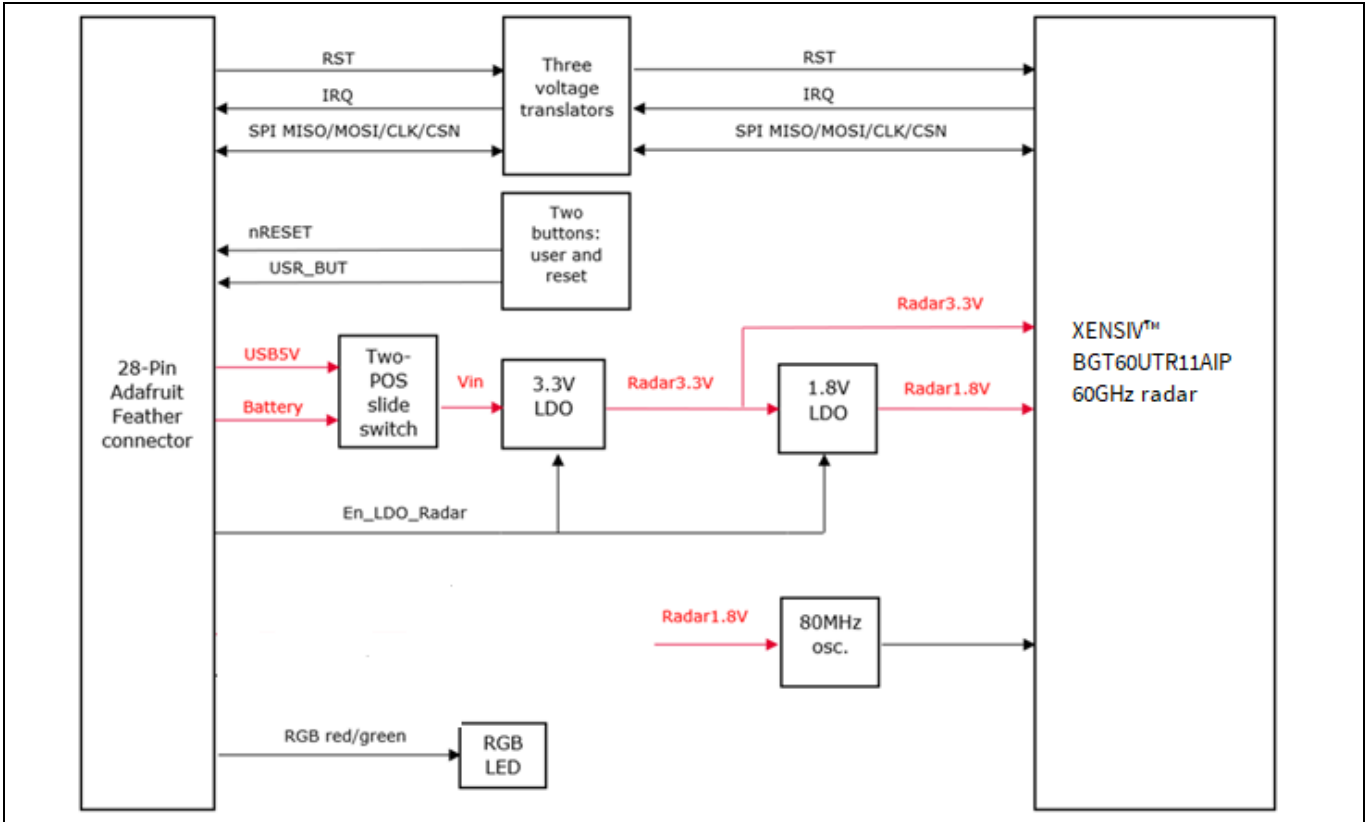 RST
IRQ
SPI MISO/MOSI/CLK/CSN
Three
voltage
translators
RST
IRQ
SPI MISO/MOSI/CLK/CSN
nRESET
USR_BUT
Two
buttons:
user and
reset
28-Pin
Adafruit
Feather
connector
USB5V
Battery
Two-
POS
slide
switch
Vin
3.3V
LDO
Radar3.3V
Radar3.3V
1.8V
LDO
Radar1.8V
XENSIV™
BGT60UTR11AIP
60GHz radar
En_LDO_Radar
Radar1.8V
80MHz
osc.
RGB red/green
RGB
LED